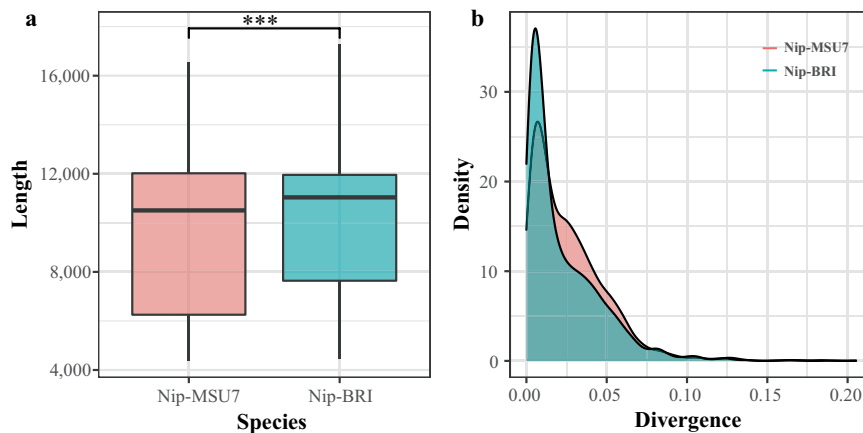 a
***
16,000
12,000
8,000
4,000
Length
Nip-MSU7
Nip-BRI
Species
b
Nip-MSU7
Nip-BRI
30
20
10
0
Density
0.00
0.05
0.10
0.15
0.20
Divergence